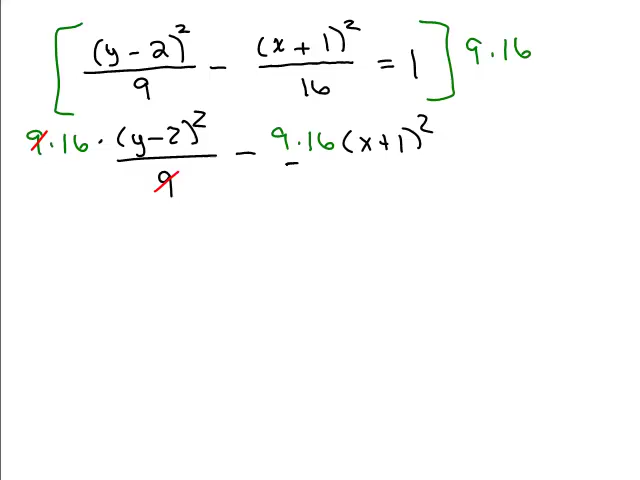 [ (y - 2)²/9 - (x + 1)²/16 = 1 ] 9.16
9.16 · (y-2)²/9 - 9.16 (x+1)²